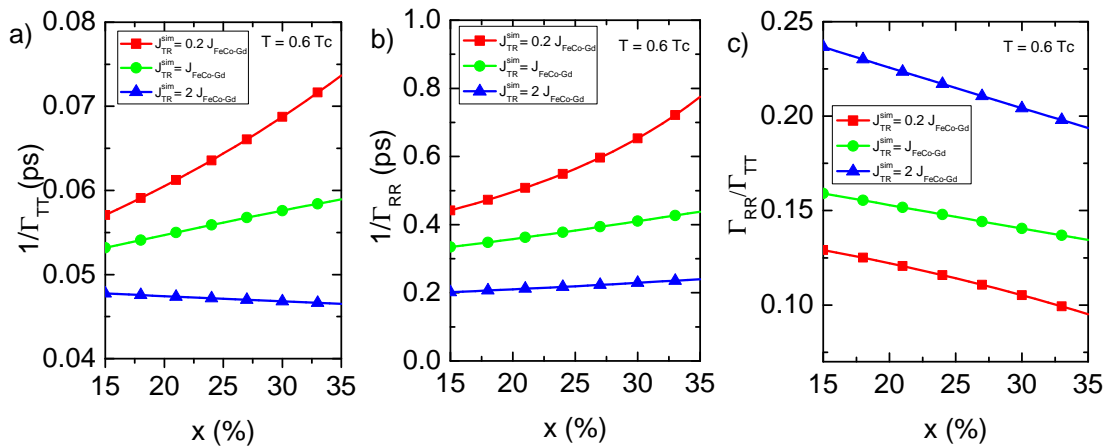 a)
0.08
0.07
0.06
0.05
0.04
1/Γ_TT (ps)
J_TR^sim= 0.2 J_FeCo-Gd
J_TR^sim= J_FeCo-Gd
J_TR^sim= 2 J_FeCo-Gd
T = 0.6 Tc
15 20 25 30 35
x (%)
b)
1.0
0.8
0.6
0.4
0.2
0.0
1/Γ_RR (ps)
J_TR^sim= 0.2 J_FeCo-Gd
J_TR^sim= J_FeCo-Gd
J_TR^sim= 2 J_FeCo-Gd
T = 0.6 Tc
15 20 25 30 35
x (%)
c)
0.25
0.20
0.15
0.10
Γ_RR/Γ_TT
T = 0.6 Tc
J_TR^sim= 0.2 J_FeCo-Gd
J_TR^sim= J_FeCo-Gd
J_TR^sim= 2 J_FeCo-Gd
15 20 25 30 35
x (%)